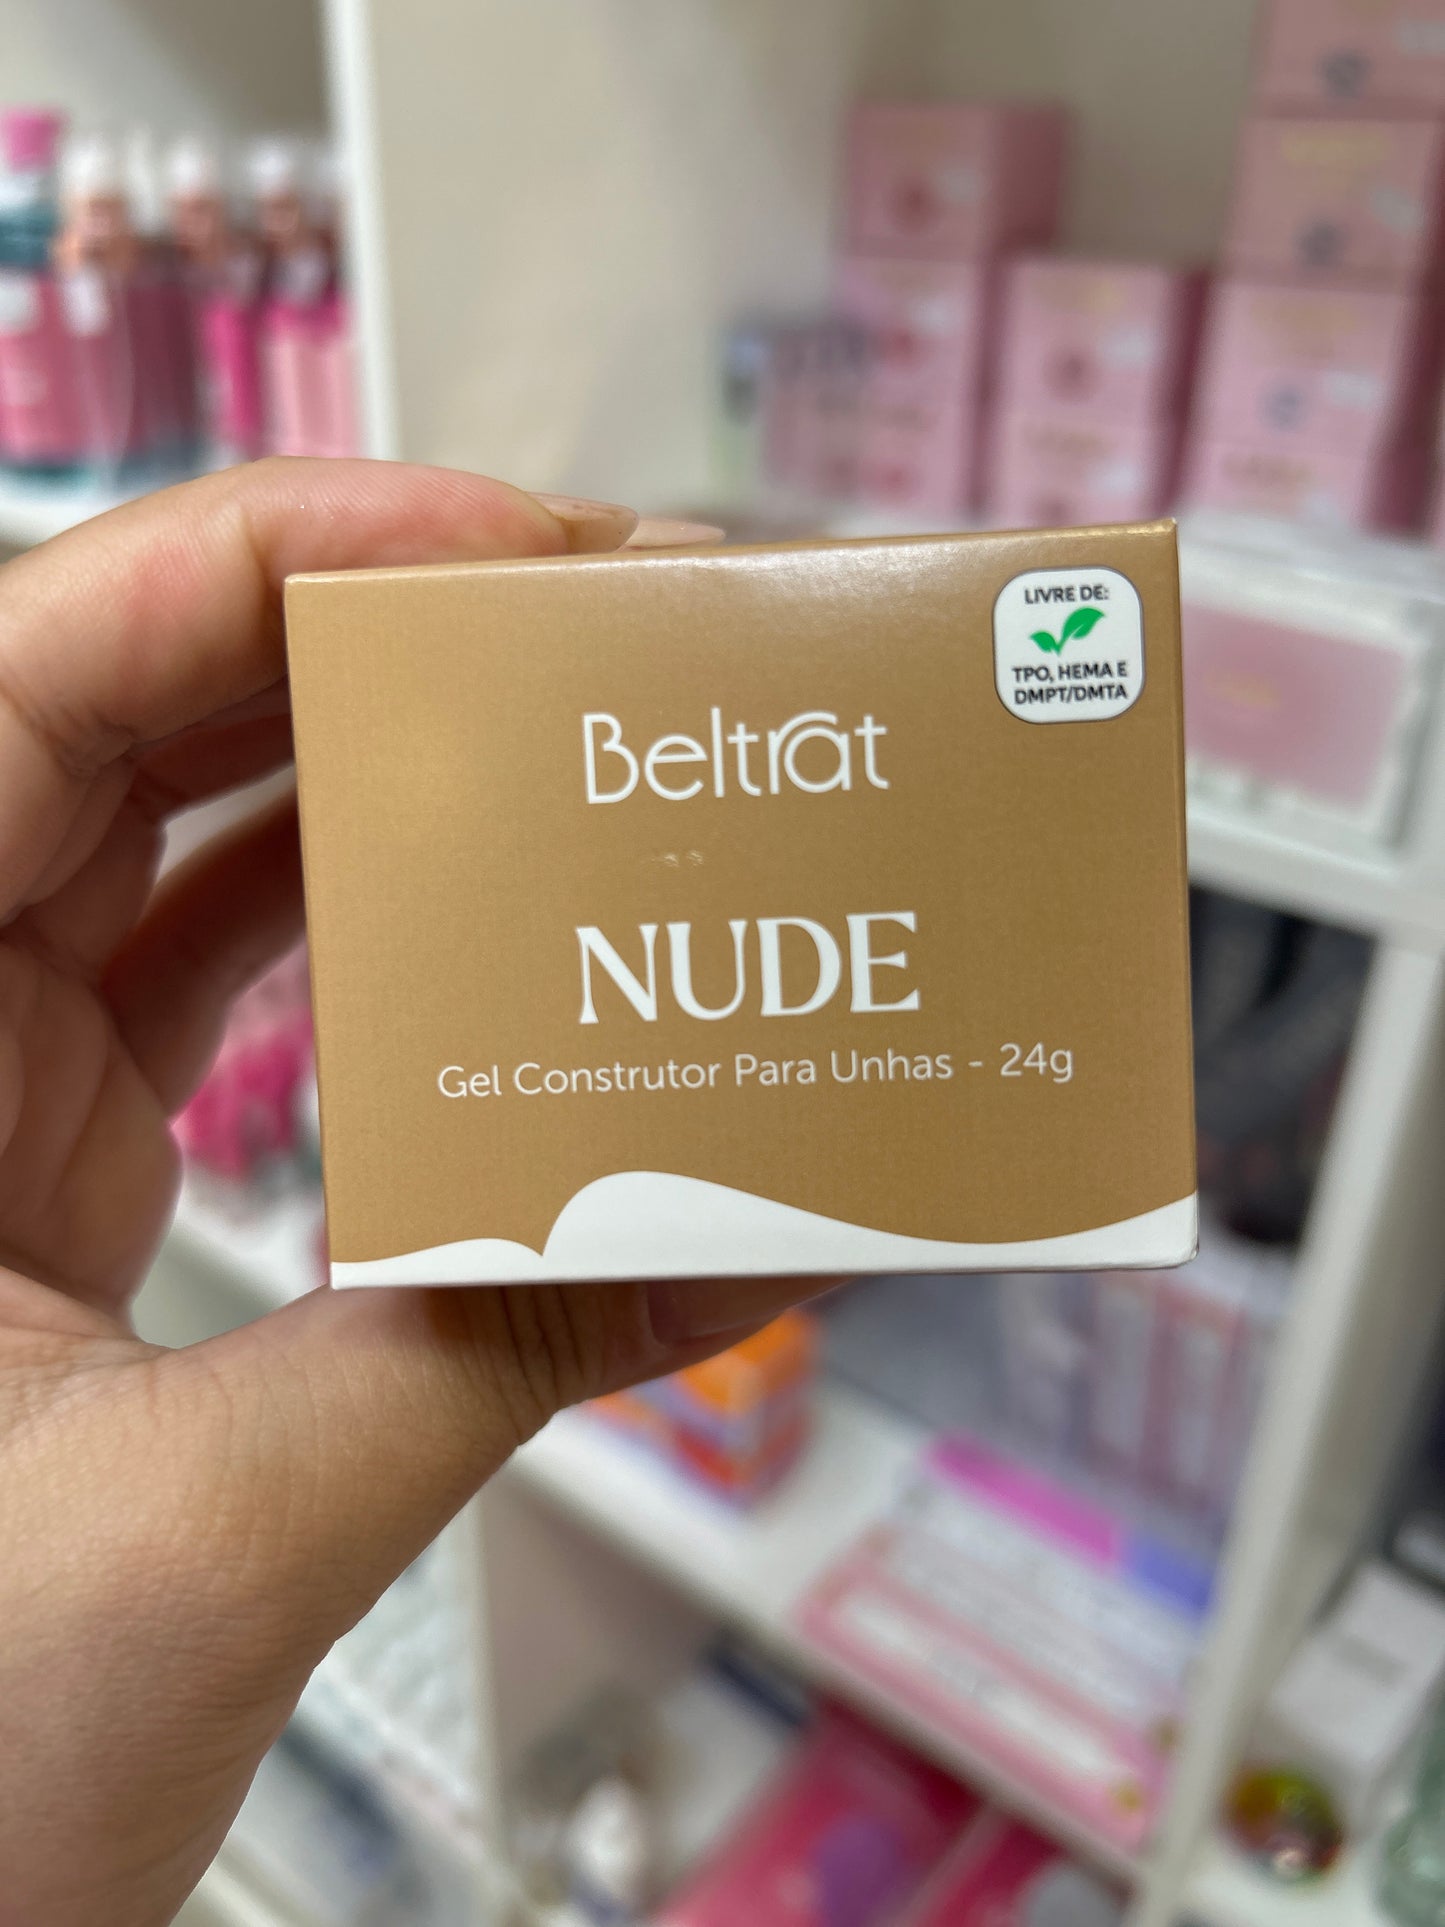 LIVRE DE:
TPO, HEMA E
DMPT/DMTA
Beltrat
NUDE
Gel Construtor Para Unhas - 24g